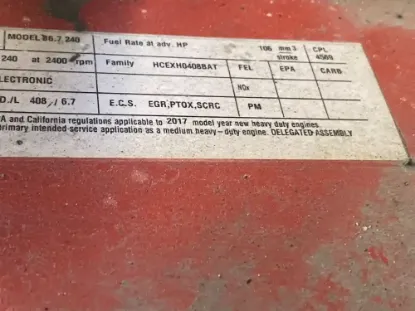 MODEL B6.7 240 Fuel Rate at adv. HP 106 mm3 stroke CPL 4569
240 at 2400 rpm Family HCEXH0408BAT FEL EPA CARB
ELECTRONIC NOx
D./L 408 / 6.7 E.C.S. EGR,PTOX,SCRC PM
and California regulations applicable to 2017 model year new heavy duty engines.
primary intended service application as a medium heavy-duty engine. DELEGATED ASSEMBLY